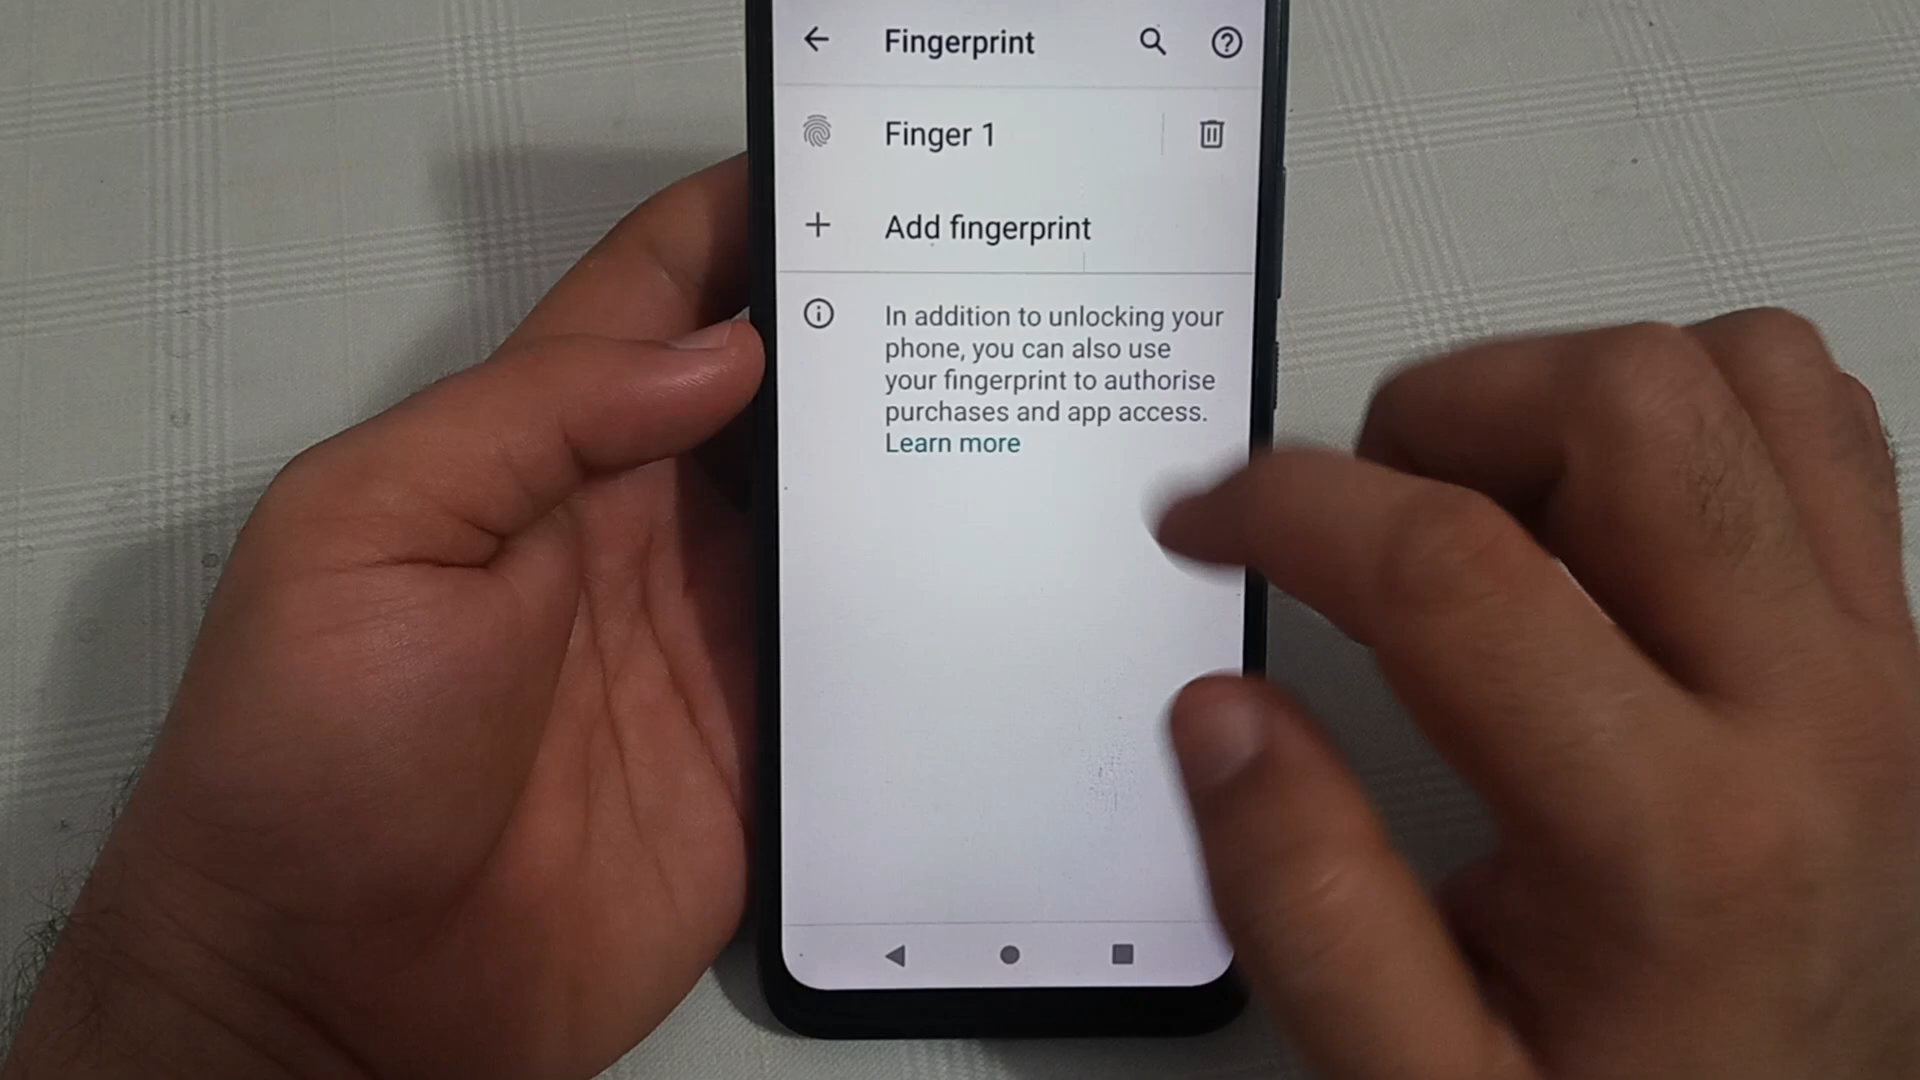 Fingerprint
Finger 1
Add fingerprint
In addition to unlocking your
phone, you can also use
your fingerprint to authorise
purchases and app access.
Learn more